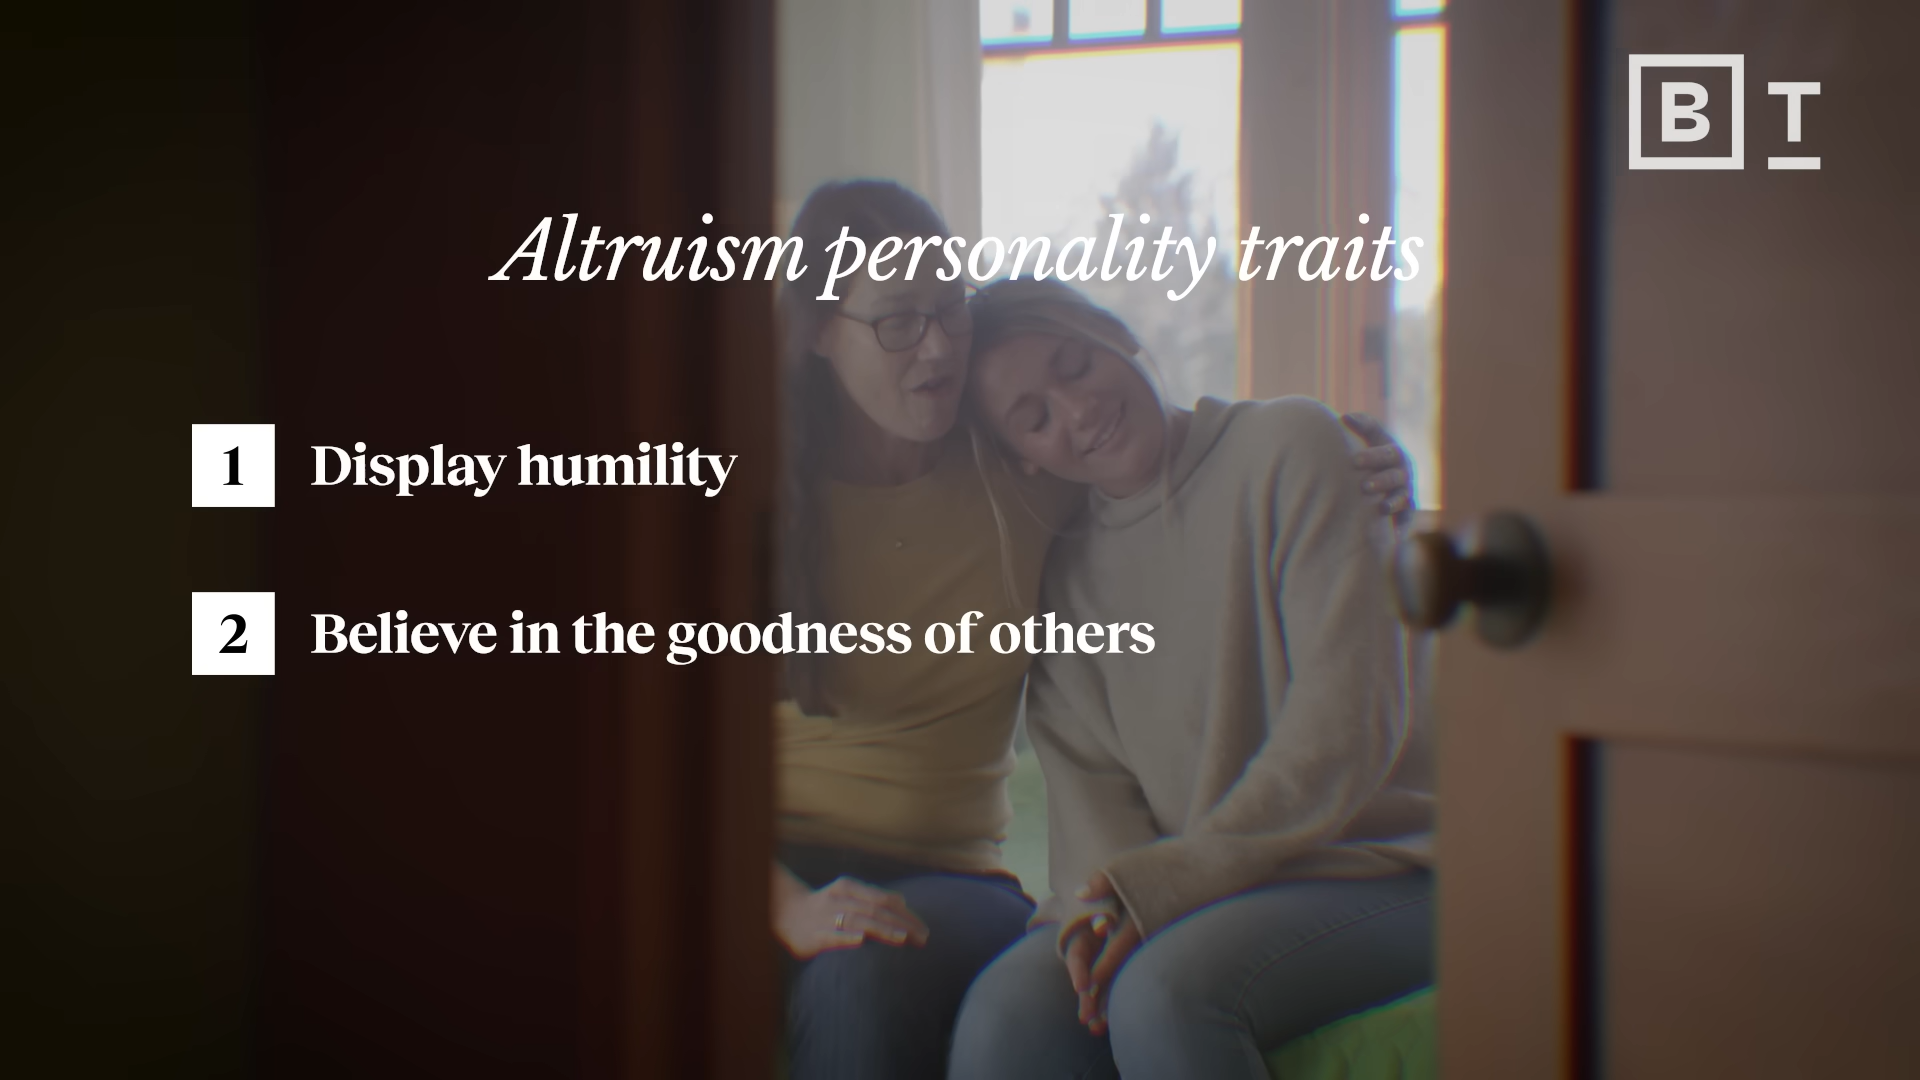 B T
Altruism personality traits
1 Display humility
2 Believe in the goodness of others